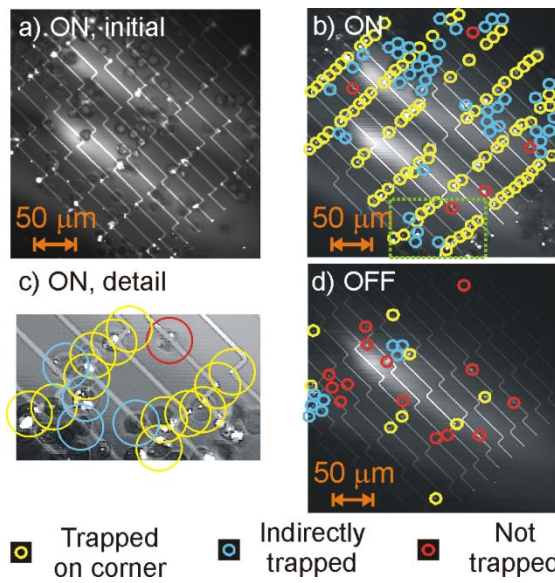 a) ON, initial
50 μm
b) ON
50 μm
c) ON, detail
d) OFF
50 μm
Trapped on corner
Indirectly trapped
Not trapped